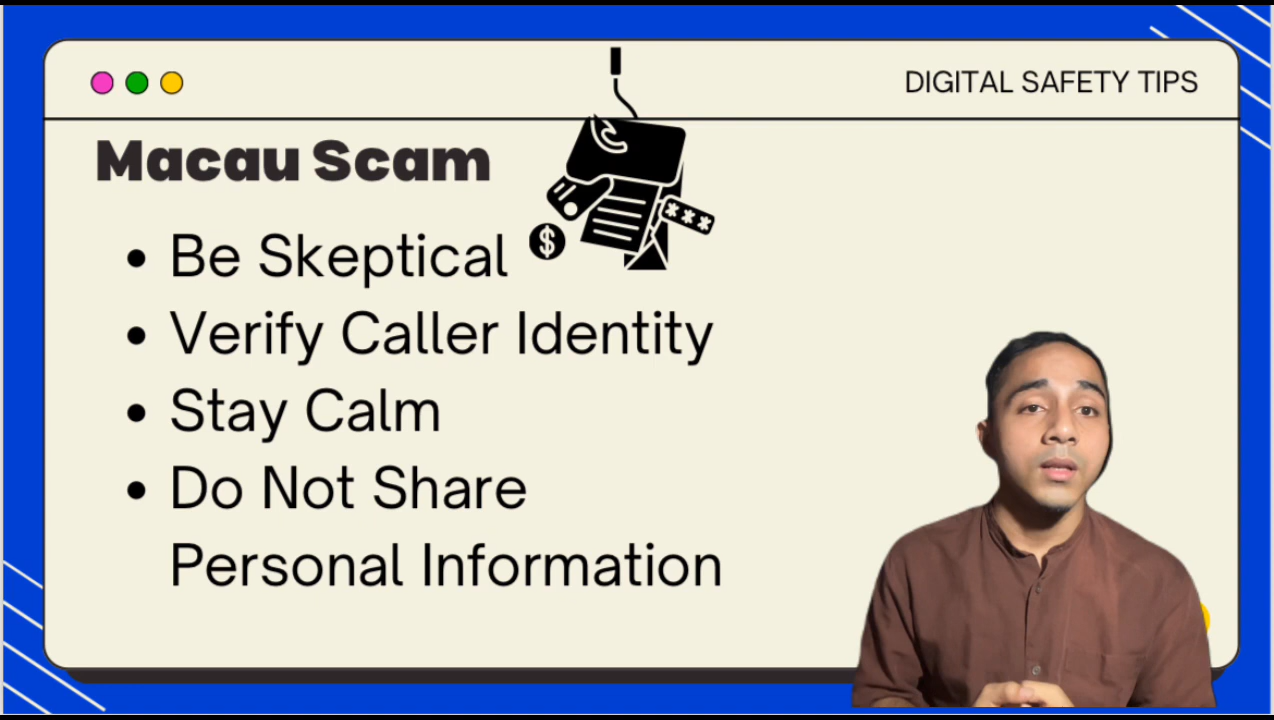 DIGITAL SAFETY TIPS
Macau Scam
• Be Skeptical
• Verify Caller Identity
• Stay Calm
• Do Not Share
Personal Information
$
***